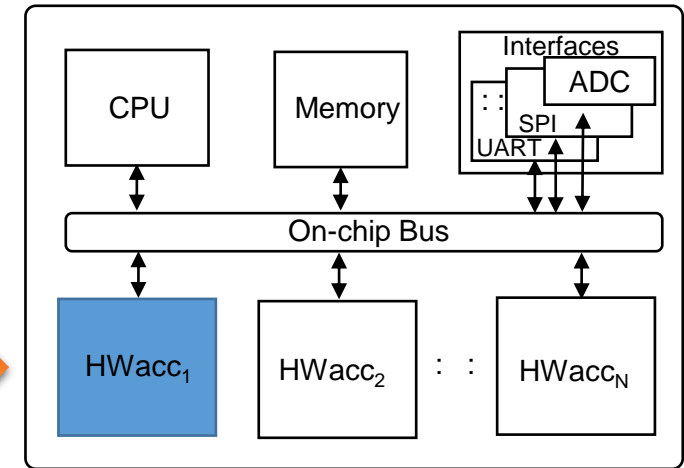 Interfaces
CPU
Memory
ADC
: :
SPI
UART
On-chip Bus
HWacc₁
HWacc₂
: :
HWaccN